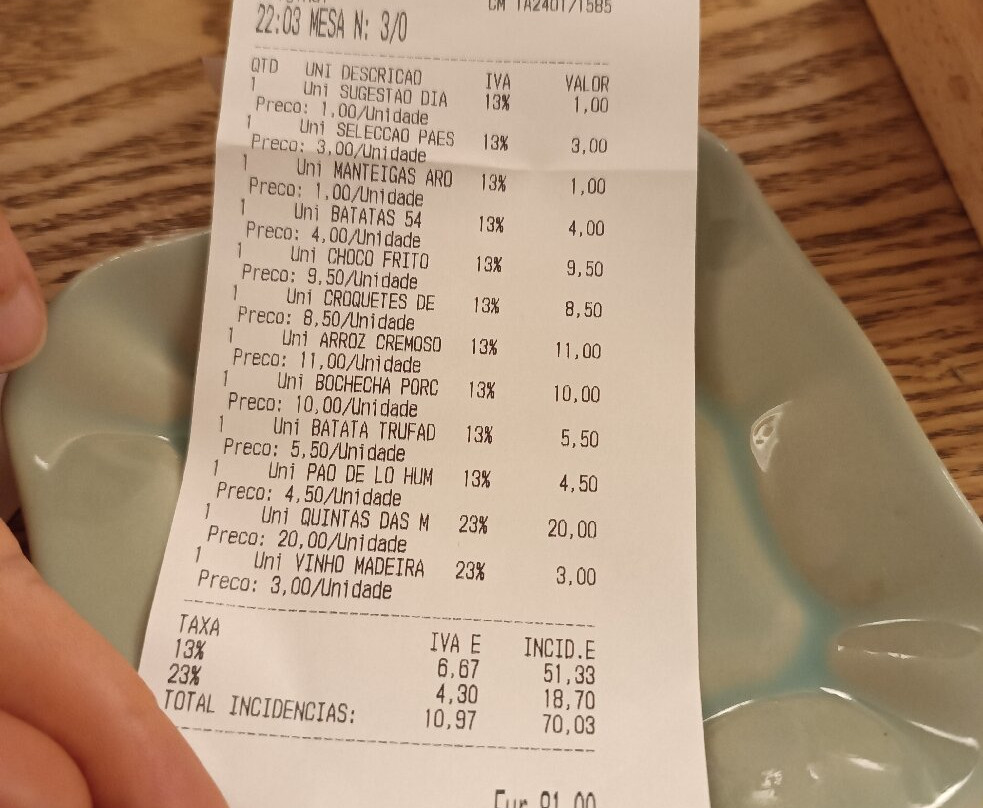 CM 1A2401/1585
22:03 MESA N: 3/0
QTD UNI DESCRICAO IVA VALOR
1 Uni SUGESTAO DIA 13% 1,00
Preco: 1,00/Unidade
1 Uni SELECCAO PAES 13% 3,00
Preco: 3,00/Unidade
1 Uni MANTEIGAS ARO 13% 1,00
Preco: 1,00/Unidade
1 Uni BATATAS 54 13% 4,00
Preco: 4,00/Unidade
1 Uni CHOCO FRITO 13% 9,50
Preco: 9,50/Unidade
1 Uni CROQUETES DE 13% 8,50
Preco: 8,50/Unidade
1 Uni ARROZ CREMOSO 13% 11,00
Preco: 11,00/Unidade
1 Uni BOCHECHA PORC 13% 10,00
Preco: 10,00/Unidade
1 Uni BATATA TRUFAD 13% 5,50
Preco: 5,50/Unidade
1 Uni PAO DE LO HUM 13% 4,50
Preco: 4,50/Unidade
1 Uni QUINTAS DAS M 23% 20,00
Preco: 20,00/Unidade
1 Uni VINHO MADEIRA 23% 3,00
Preco: 3,00/Unidade
TAXA IVA E INCID.E
13% 6,67 51,33
23% 4,30 18,70
TOTAL INCIDENCIAS: 10,97 70,03
Eur 81,00